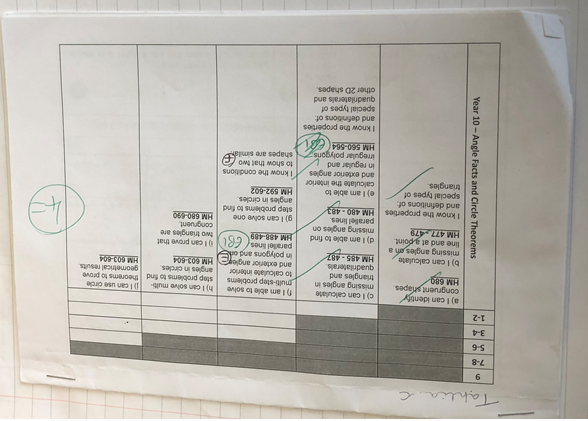 Tahlia. C
9
7-8
5-6
3-4
1-2
Year 10 – Angle Facts and Circle Theorems
a) I can identify
congruent shapes.
HM 680
b) I can calculate
missing angles on a
line and at a point.
HM 477- 479
I know the properties
and definitions of
special types of
triangles
c) I can calculate
missing angles in
triangles and
quadrilaterals
HM 485 - 487
d) I am able to find
missing angles on
parallel lines.
HM 480 - 483
e) I am able to
calculate the interior
and exterior angles
in regular and
irregular polygons
HM 560-564
EBI
I know the properties
and definitions of
special types of
quadrilaterals and
other 2D shapes.
f) I am able to solve
multi-step problems
to calculate interior
and exterior angles
in polygons and on
parallel lines
HM 488-489
EBI
g) I can solve one
step problems to find
angles in circles.
HM 592-602
I know the conditions
to show that two
shapes are similar
h) I can solve multi-
step problems to find
angles in circles.
HM 603-604
i) I can prove that
two triangles are
congruent
HM 680-690
j) I can use circle
theorems to prove
geometrical results
HM 603-604